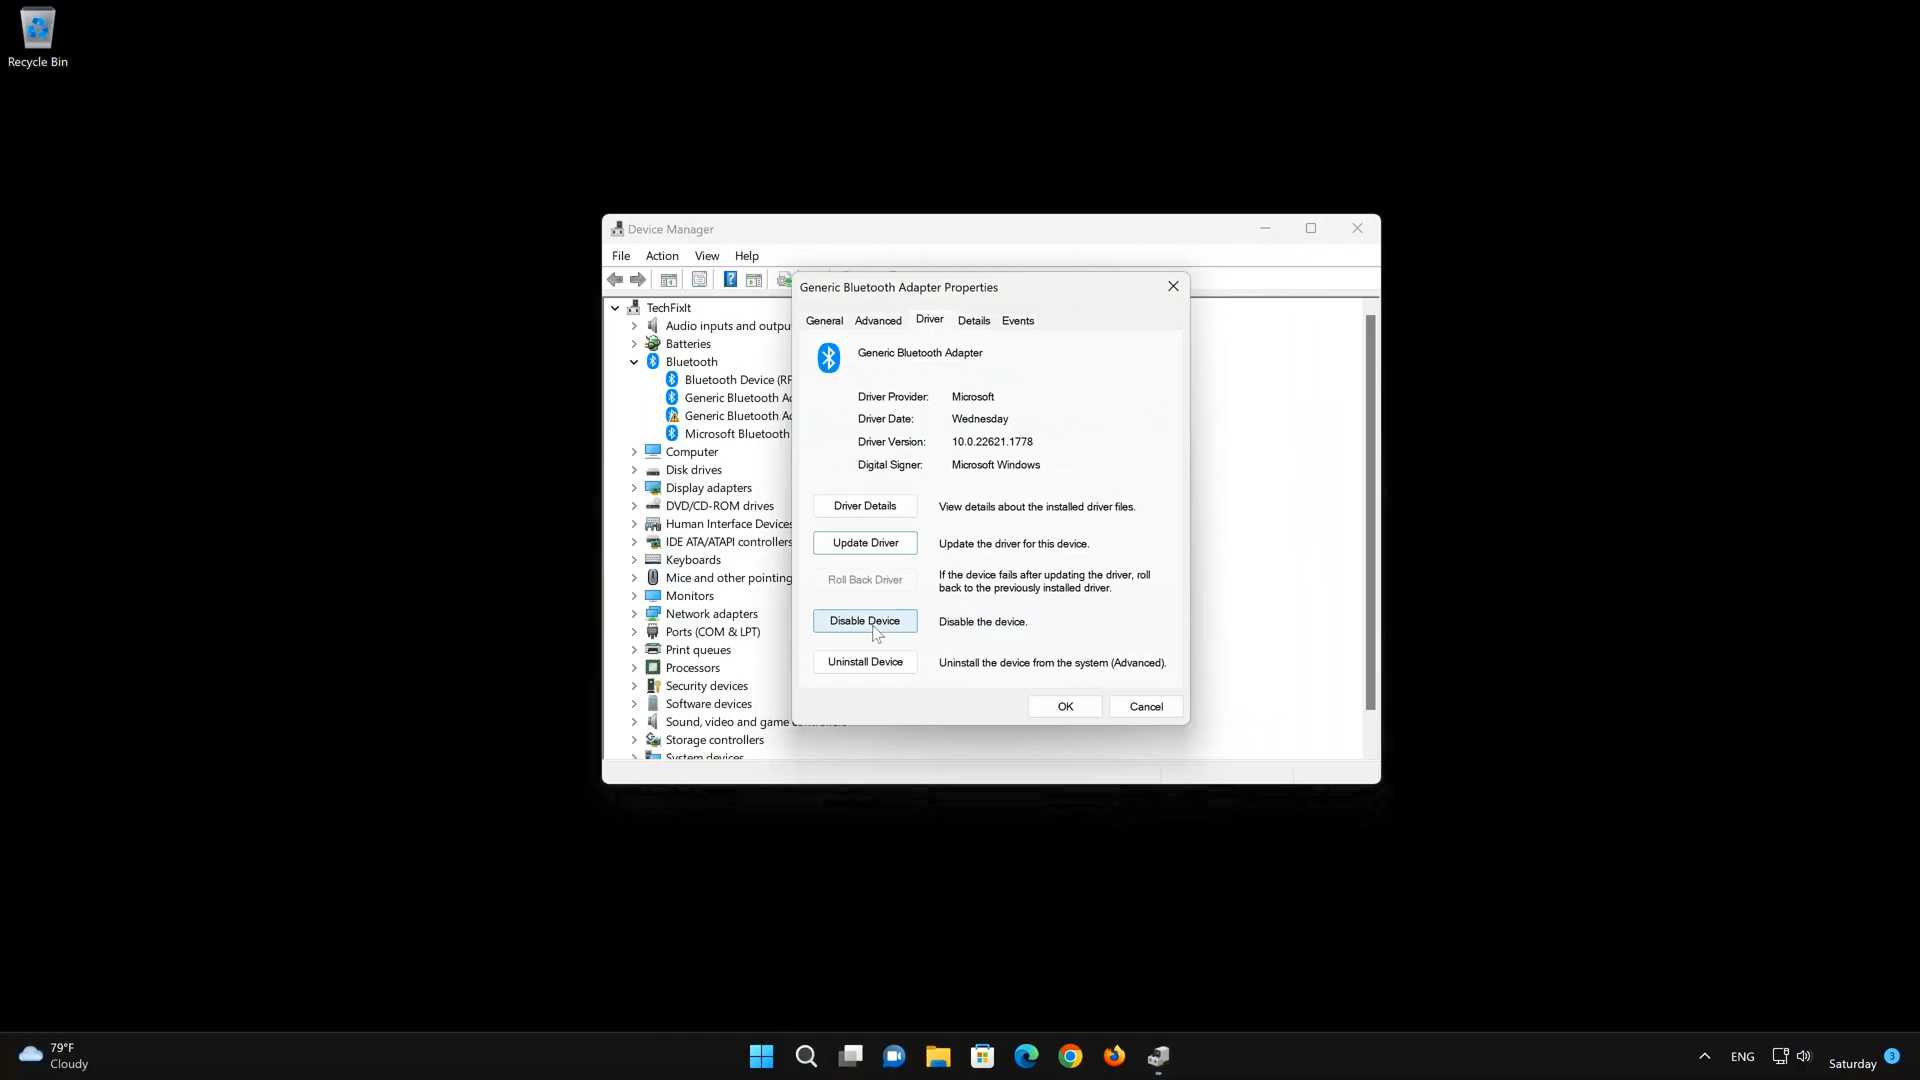 Recycle Bin
Device Manager
File Action View Help
TechFixIt
Audio inputs and outpu
Batteries
Bluetooth
Bluetooth Device (RF
Generic Bluetooth Ad
Generic Bluetooth Ad
Microsoft Bluetooth
Computer
Disk drives
Display adapters
DVD/CD-ROM drives
Human Interface Devices
IDE ATA/ATAPI controllers
Keyboards
Mice and other pointing
Monitors
Network adapters
Ports (COM & LPT)
Print queues
Processors
Security devices
Software devices
Sound, video and game controllers
Storage controllers
System devices
Generic Bluetooth Adapter Properties
General Advanced Driver Details Events
Generic Bluetooth Adapter
Driver Provider: Microsoft
Driver Date: Wednesday
Driver Version: 10.0.22621.1778
Digital Signer: Microsoft Windows
Driver Details View details about the installed driver files.
Update Driver Update the driver for this device.
Roll Back Driver If the device fails after updating the driver, roll
back to the previously installed driver.
Disable Device Disable the device.
Uninstall Device Uninstall the device from the system (Advanced).
OK Cancel
79°F
Cloudy
ENG
Saturday 3